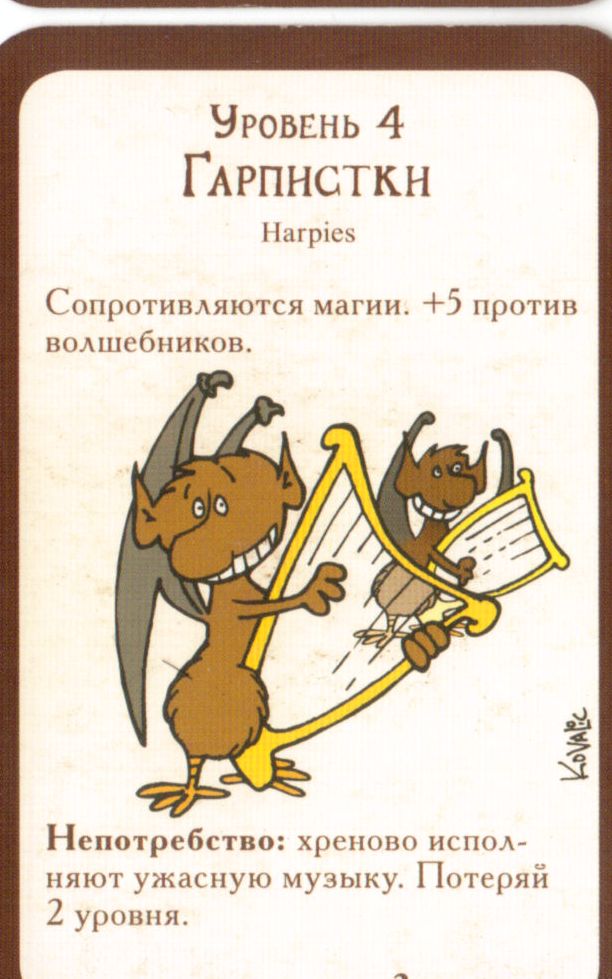 Уровень 4
Гарпистки
Harpies
Сопротивляются магии. +5 против
волшебников.
Kovalic
Непотребство: хреново испол-
няют ужасную музыку. Потеряй
2 уровня.